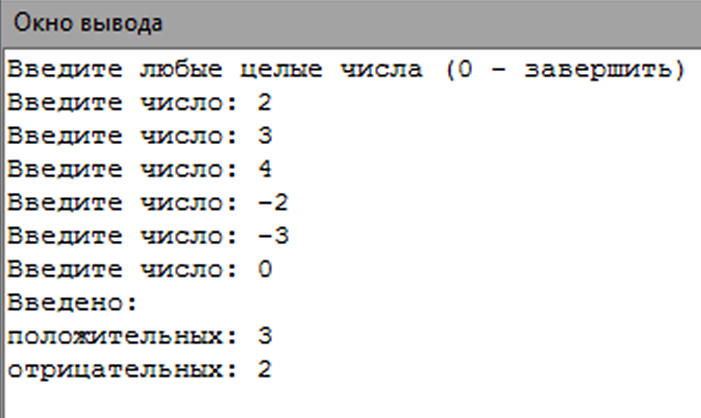 Окно вывода
Введите любые целые числа (0 - завершить)
Введите число: 2
Введите число: 3
Введите число: 4
Введите число: -2
Введите число: -3
Введите число: 0
Введено:
положительных: 3
отрицательных: 2